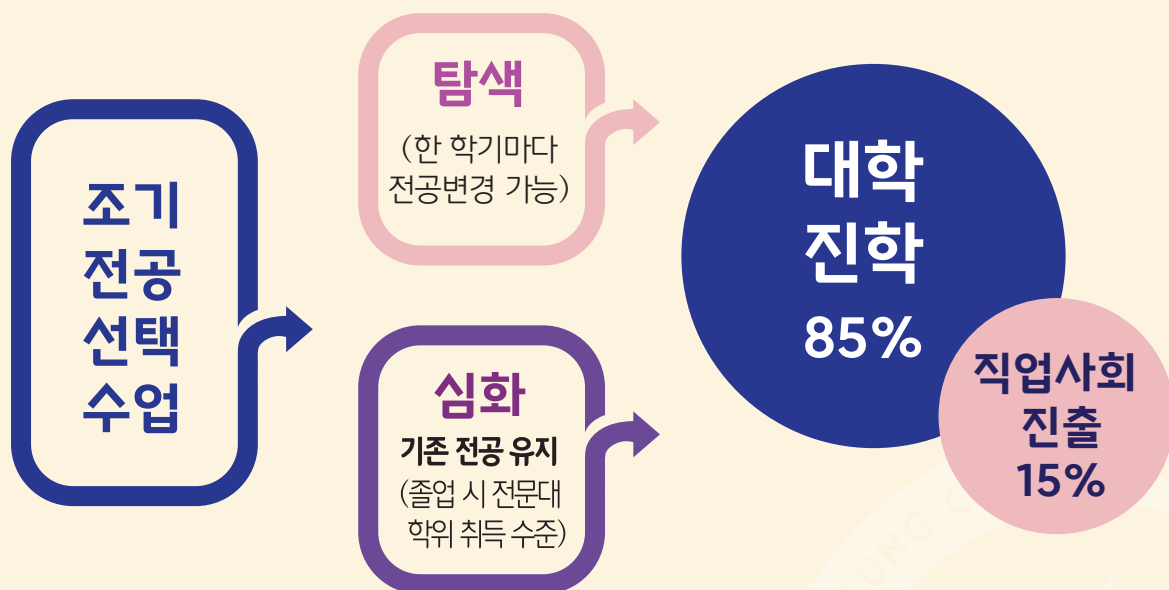 조기
전공
선택
수업
탐색
(한 학기마다
전공변경 가능)
심화
기존 전공 유지
(졸업 시 전문대
학위 취득 수준)
대학
진학
85%
직업사회
진출
15%